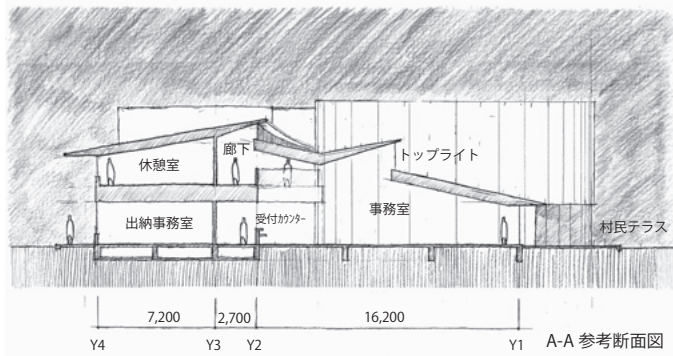 休憩室
廊下
トップライト
出納事務室
受付カウンター
事務室
村民テラス
7,200
2,700
16,200
Y4
Y3
Y2
Y1
A-A 参考断面図